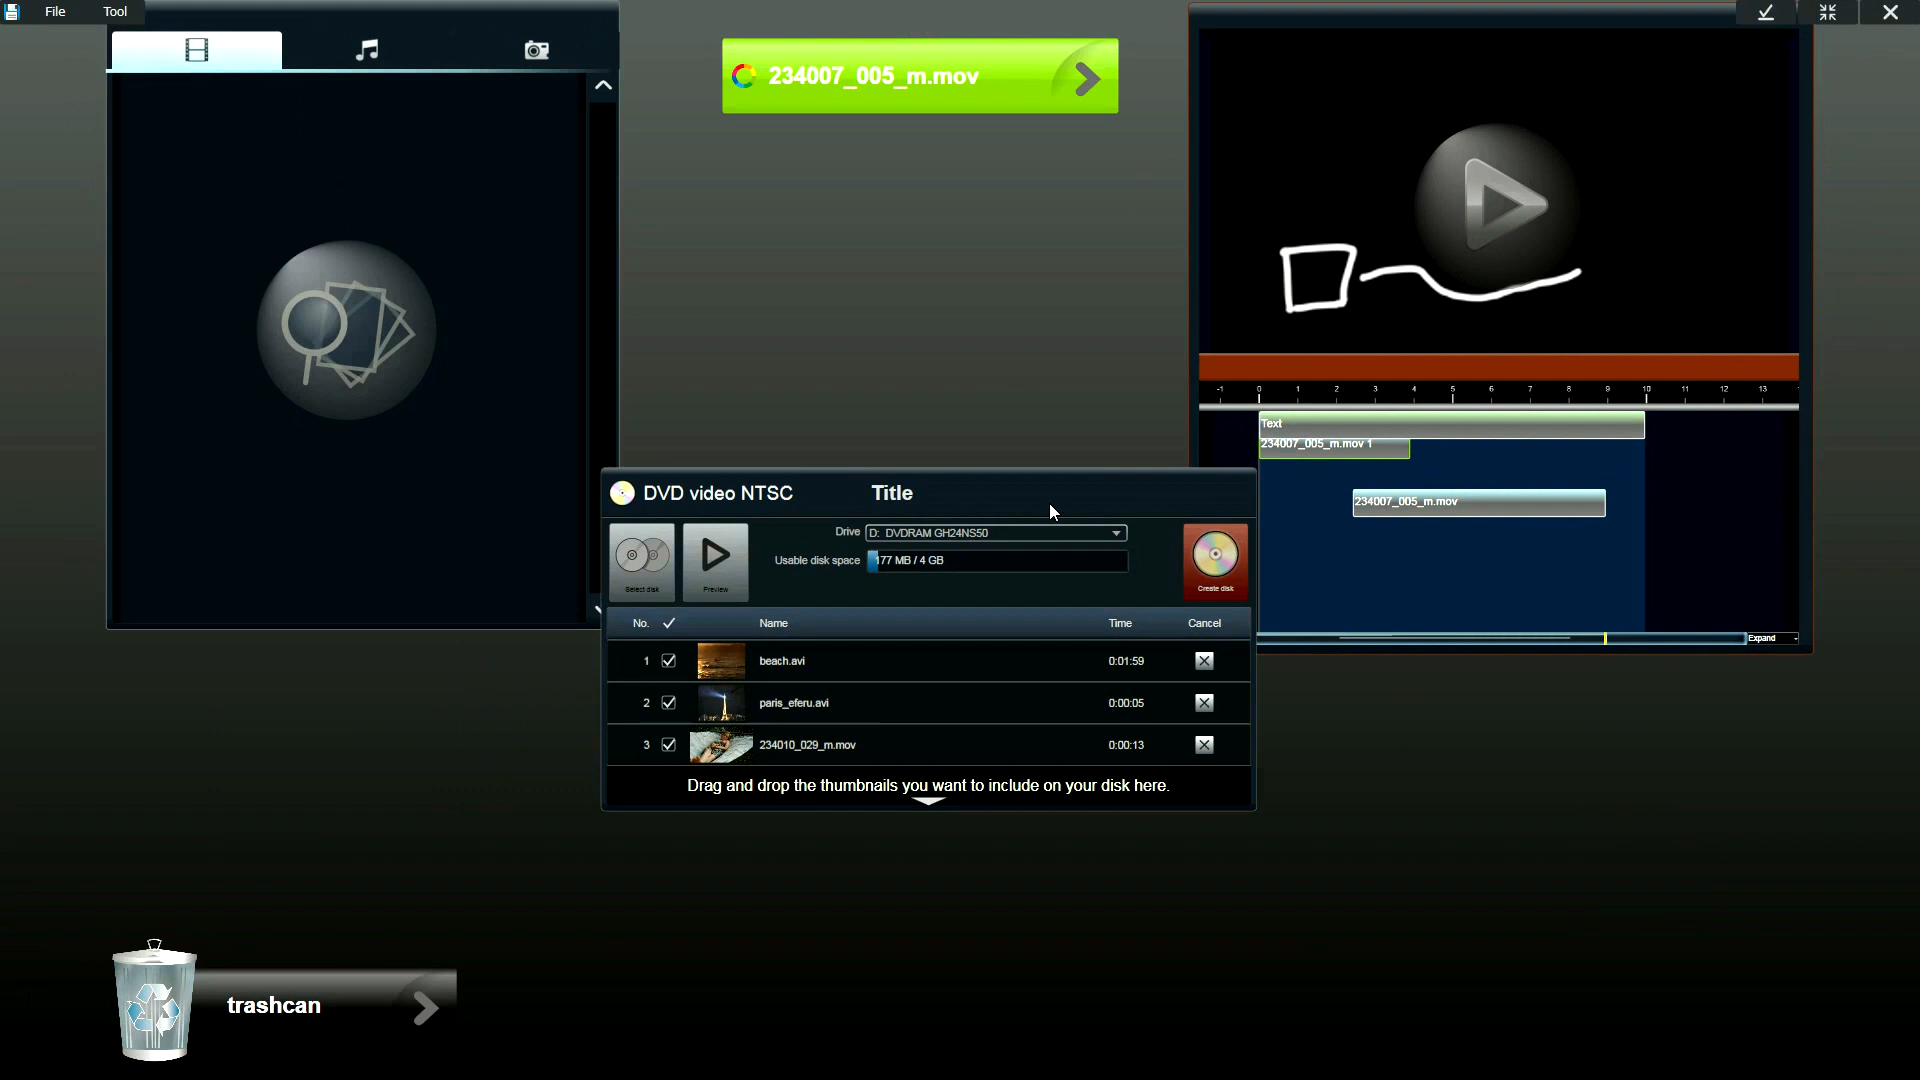 File Tool
234007_005_m.mov
-1 0 1 2 3 4 5 6 7 8 9 10 11 12 13
Text
234007_005_m.mov 1
234007_005_m.mov
Expand
DVD video NTSC Title
Drive D: DVDRAM GH24NS50
Usable disk space 177 MB / 4 GB
Select disk Preview Create disk
No. Name Time Cancel
1 beach.avi 0:01:59
2 paris_eferu.avi 0:00:05
3 234010_029_m.mov 0:00:13
Drag and drop the thumbnails you want to include on your disk here.
trashcan